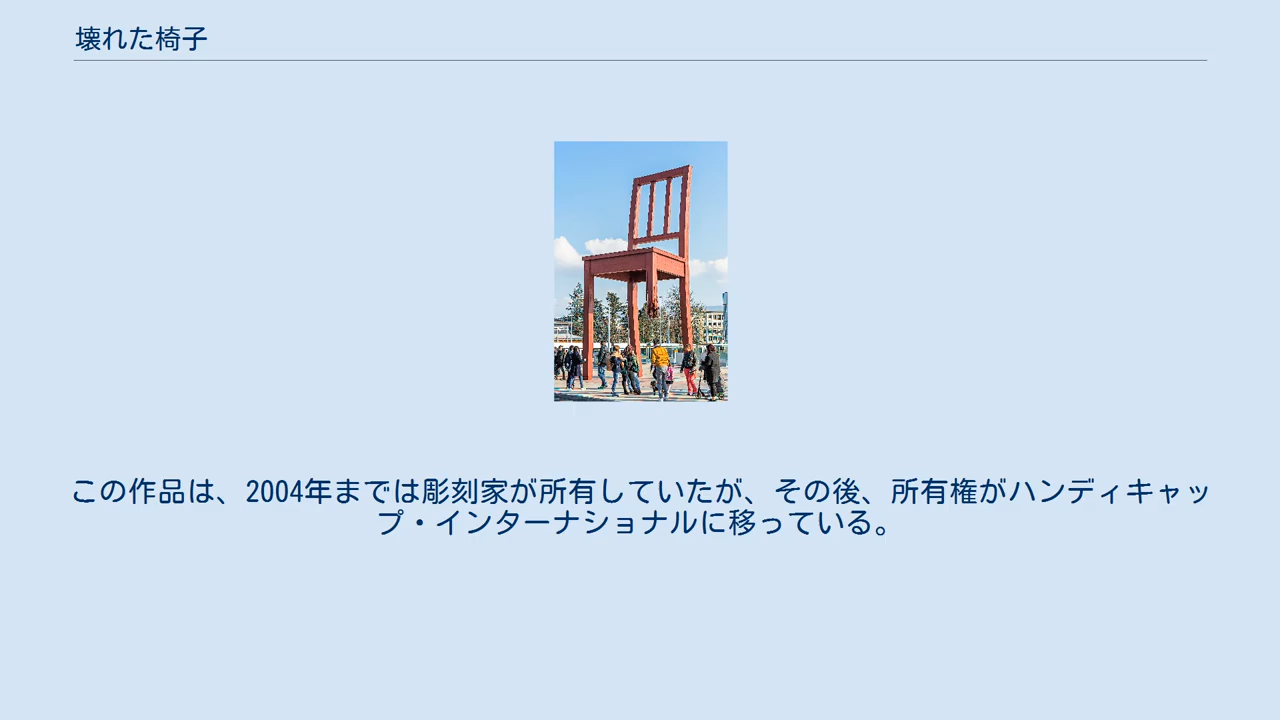 壊れた椅子
この作品は、2004年までは彫刻家が所有していたが、その後、所有権がハンディキャッ
プ・インターナショナルに移っている。